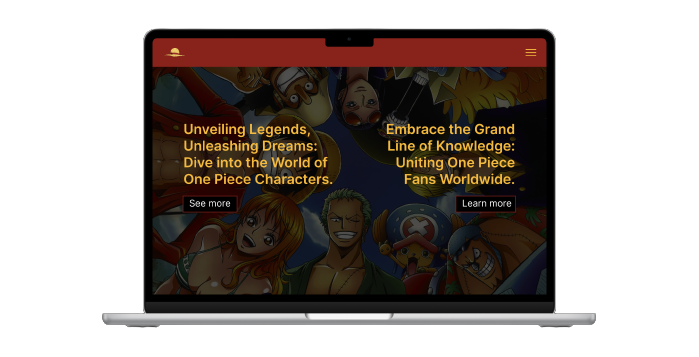 Unveiling Legends,
Unleashing Dreams:
Dive into the World of
One Piece Characters.
See more
Embrace the Grand
Line of Knowledge:
Uniting One Piece
Fans Worldwide.
Learn more